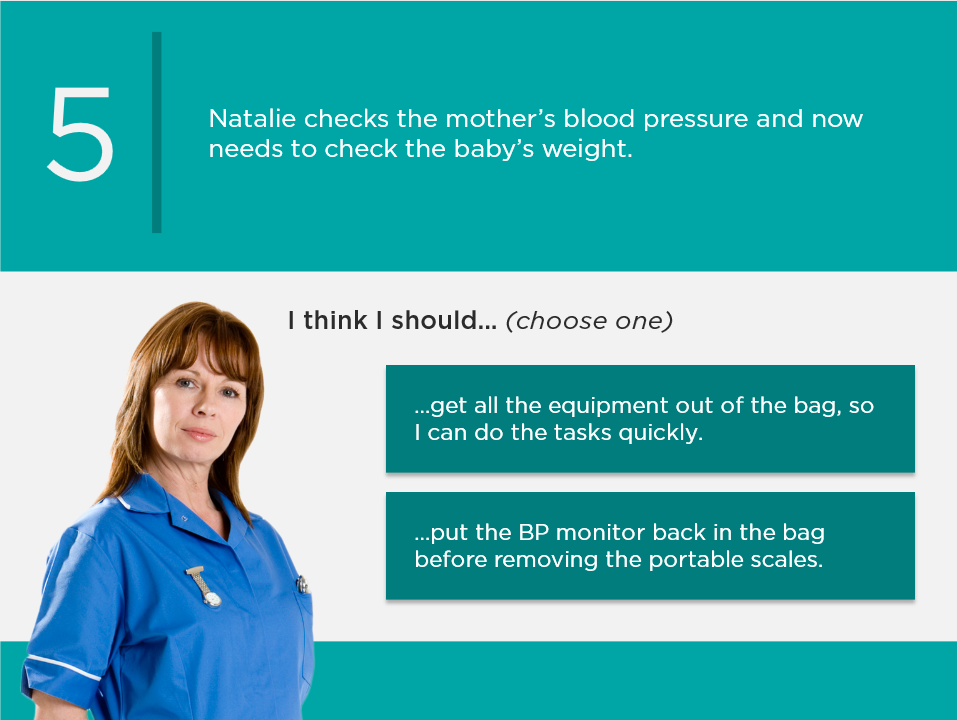 5
Natalie checks the mother’s blood pressure and now
needs to check the baby’s weight.
I think I should... (choose one)
...get all the equipment out of the bag, so
I can do the tasks quickly.
...put the BP monitor back in the bag
before removing the portable scales.